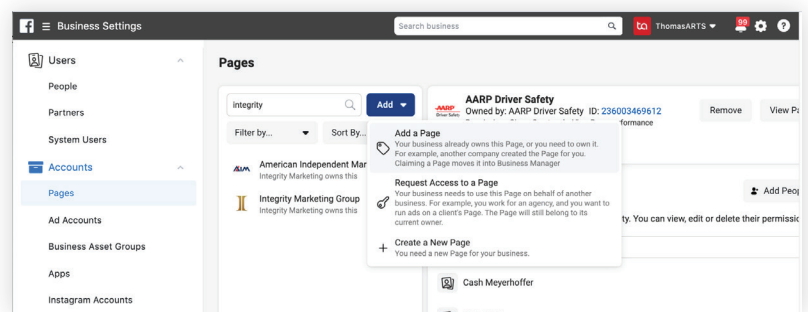 Business Settings
Search business
ThomasARTS
99
Users
People
Partners
System Users
Accounts
Pages
Ad Accounts
Business Asset Groups
Apps
Instagram Accounts
Pages
integrity
Add
Filter by...
Sort By...
American Independent Mar
Integrity Marketing owns this
Integrity Marketing Group
Integrity Marketing owns this
Add a Page
Your business already owns this Page, or you need to own it.
For example, another company created the Page for you.
Claiming a Page moves it into Business Manager
Request Access to a Page
Your business needs to use this Page on behalf of another
business. For example, you work for an agency, and you want to
run ads on a client's Page. The Page will still belong to its
current owner.
Create a New Page
You need a new Page for your business.
AARP
Driver Safety
AARP Driver Safety
Owned by: AARP Driver Safety ID: 236003469612
formance
Remove
View Pa
Add Peop
ty. You can view, edit or delete their permissio
Cash Meyerhoffer